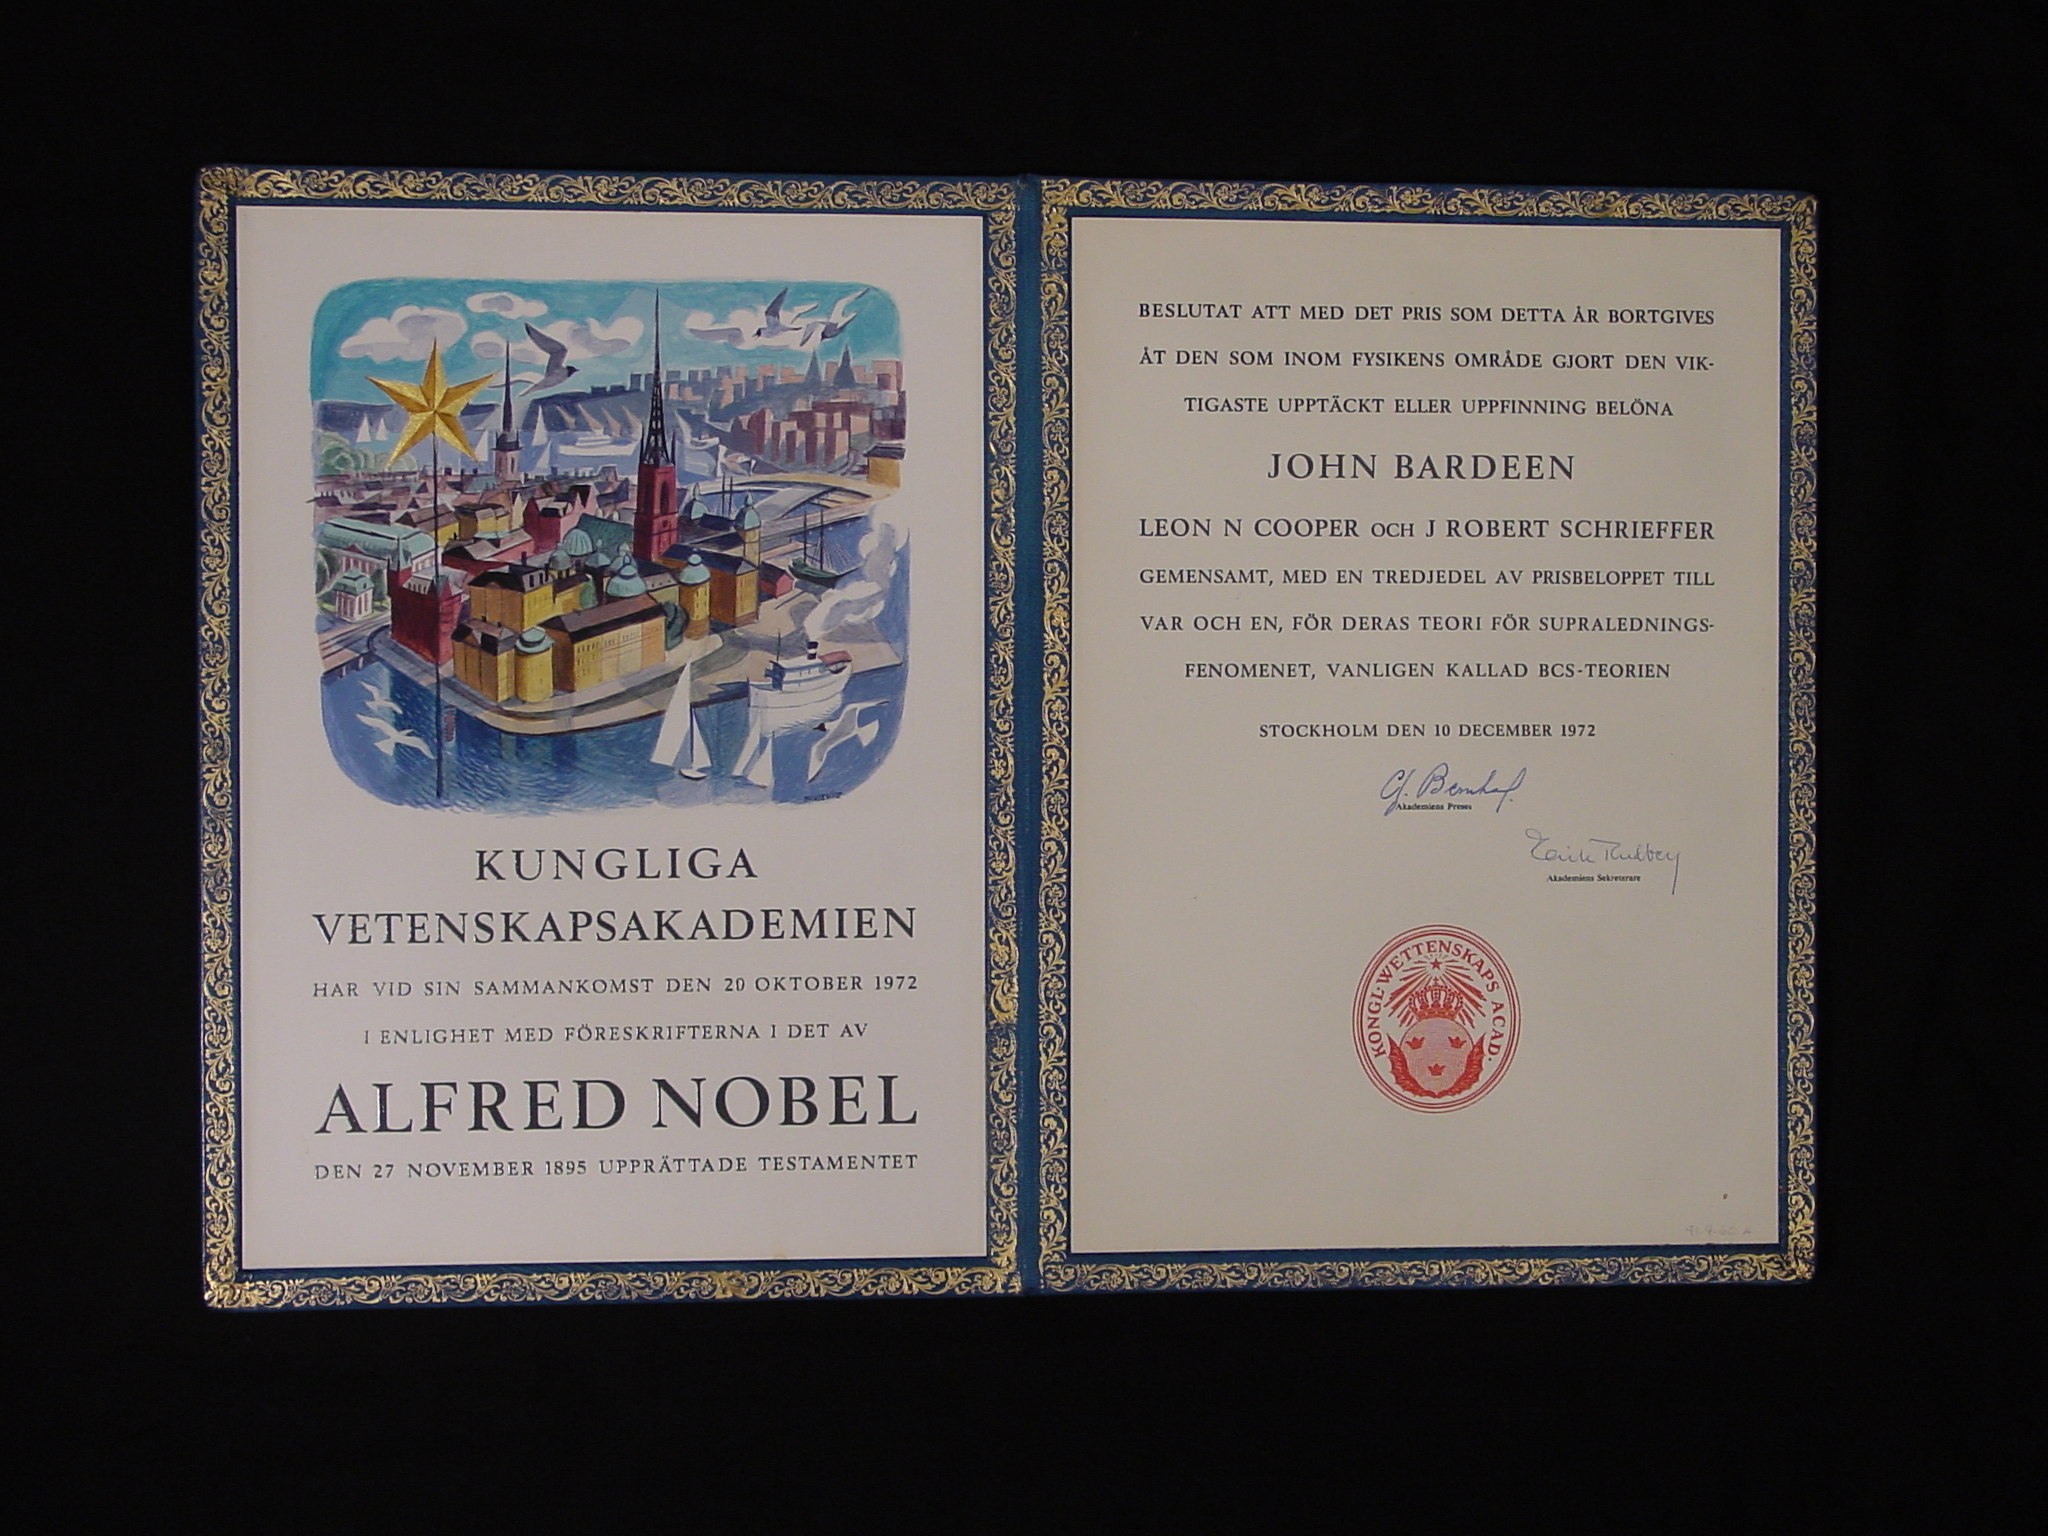 KUNGLIGA
VETENSKAPSAKADEMIEN
HAR VID SIN SAMMANKOMST DEN 20 OKTOBER 1972
I ENLIGHET MED FÖRESKRIFTERNA I DET AV
ALFRED NOBEL
DEN 27 NOVEMBER 1895 UPPRÄTTADE TESTAMENTET
BESLUTAT ATT MED DET PRIS SOM DETTA ÅR BORTGIVES
ÅT DEN SOM INOM FYSIKENS OMRÅDE GJORT DEN VIK-
TIGASTE UPPTÄCKT ELLER UPPFINNING BELÖNA
JOHN BARDEEN
LEON N COOPER OCH J ROBERT SCHRIEFFER
GEMENSAMT, MED EN TREDJEDEL AV PRISBELOPPET TILL
VAR OCH EN, FÖR DERAS TEORI FÖR SUPRALEDNINGS-
FENOMENET, VANLIGEN KALLAD BCS-TEORIEN
STOCKHOLM DEN 10 DECEMBER 1972
Akademiens Preses
Akademiens Sekreterare
KONGL. WETTENSKAPS ACAD.